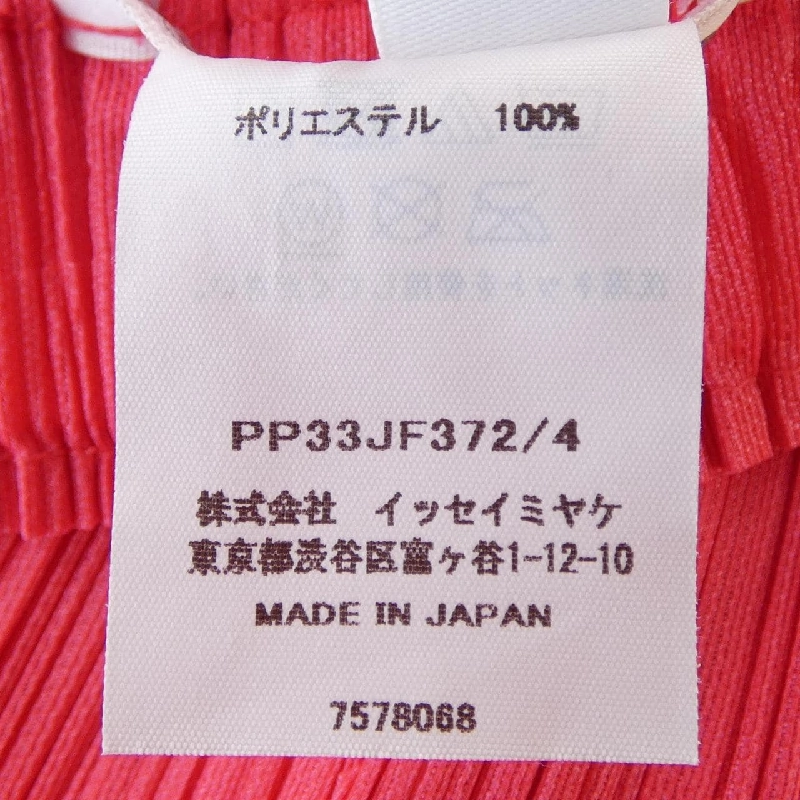 ポリエステル 100%
PP33JF372/4
株式会社 イッセイミヤケ
東京都渋谷区富ヶ谷1-12-10
MADE IN JAPAN
7578068